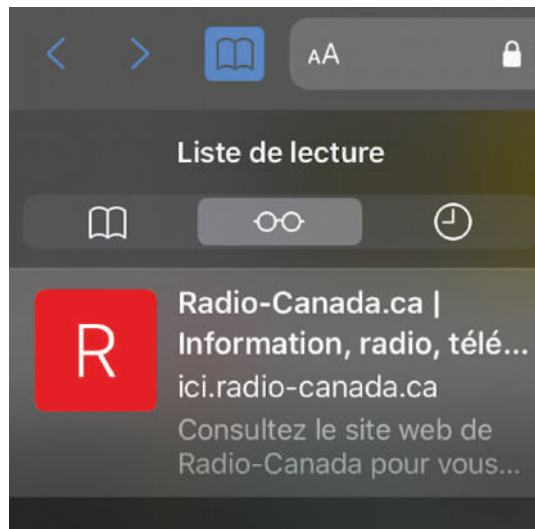 AA
Liste de lecture
R
Radio-Canada.ca |
Information, radio, télé...
ici.radio-canada.ca
Consultez le site web de
Radio-Canada pour vous...